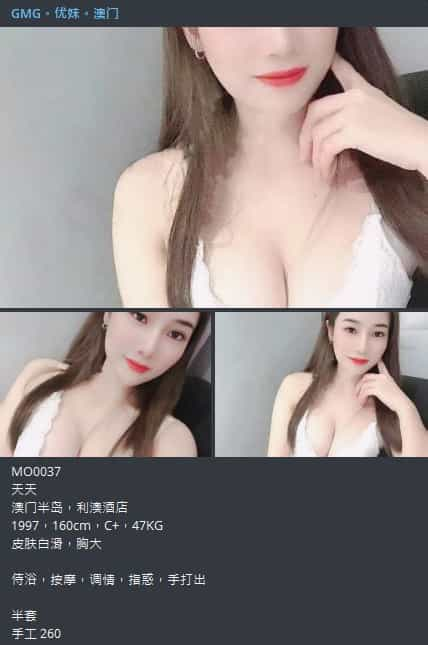 GMG•优妹•澳门
MO0037
天天
澳门半岛，利澳酒店
1997，160cm，C+，47KG
皮肤白滑，胸大
侍浴，按摩，调情，指惑，手打出
半套
手工 260